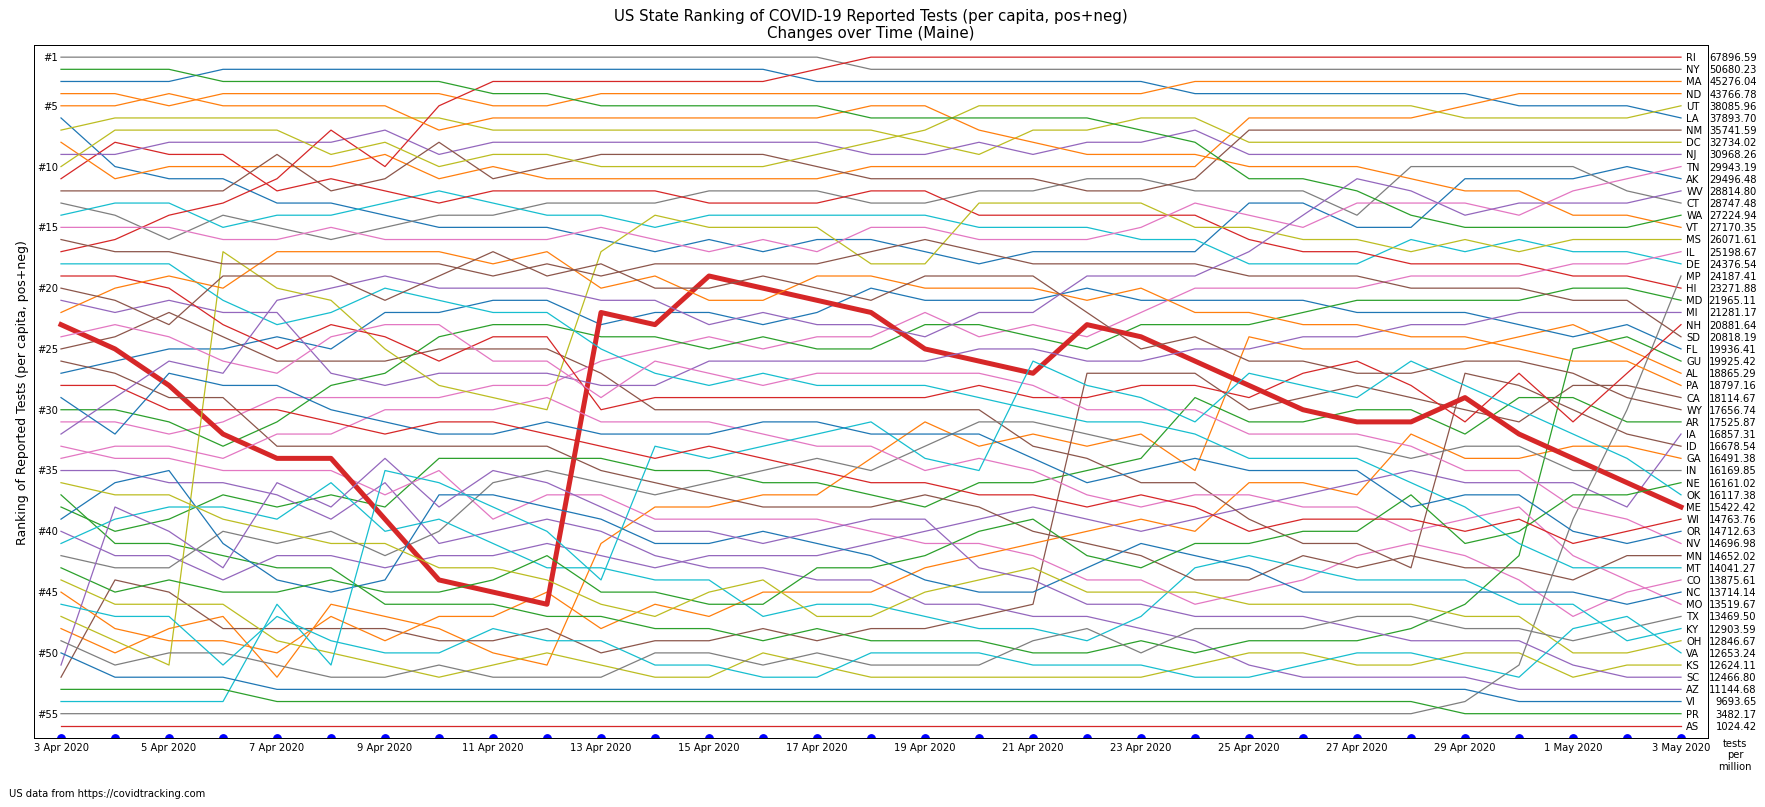 US State Ranking of COVID-19 Reported Tests (per capita, pos+neg)
Changes over Time (Maine)
Ranking of Reported Tests (per capita, pos+neg)
#1
#5
#10
#15
#20
#25
#30
#35
#40
#45
#50
#55
RI 67896.59
NY 50680.23
MA 45276.04
ND 43766.78
UT 38085.96
LA 37893.70
NM 35741.59
DC 32734.02
NJ 30968.26
TN 29943.19
AK 29496.48
WV 28814.80
CT 28747.48
WA 27224.94
VT 27170.35
MS 26071.61
IL 25198.67
DE 24376.54
MP 24187.41
HI 23271.88
MD 21965.11
MI 21281.17
NH 20881.64
SD 20818.19
FL 19936.41
GU 19925.42
AL 18865.29
PA 18797.16
CA 18114.67
WY 17656.74
AR 17525.87
IA 16857.31
ID 16678.54
GA 16491.38
IN 16169.85
NE 16161.02
OK 16117.38
ME 15422.42
WI 14763.76
OR 14712.63
NV 14696.98
MN 14652.02
MT 14041.27
CO 13875.61
NC 13714.14
MO 13519.67
TX 13469.50
KY 12903.59
OH 12846.67
VA 12653.24
KS 12624.11
SC 12466.80
AZ 11144.68
VI 9693.65
PR 3482.17
AS 1024.42
3 Apr 2020 5 Apr 2020 7 Apr 2020 9 Apr 2020 11 Apr 2020 13 Apr 2020 15 Apr 2020 17 Apr 2020 19 Apr 2020 21 Apr 2020 23 Apr 2020 25 Apr 2020 27 Apr 2020 29 Apr 2020 1 May 2020 3 May 2020
tests
per
million
US data from https://covidtracking.com